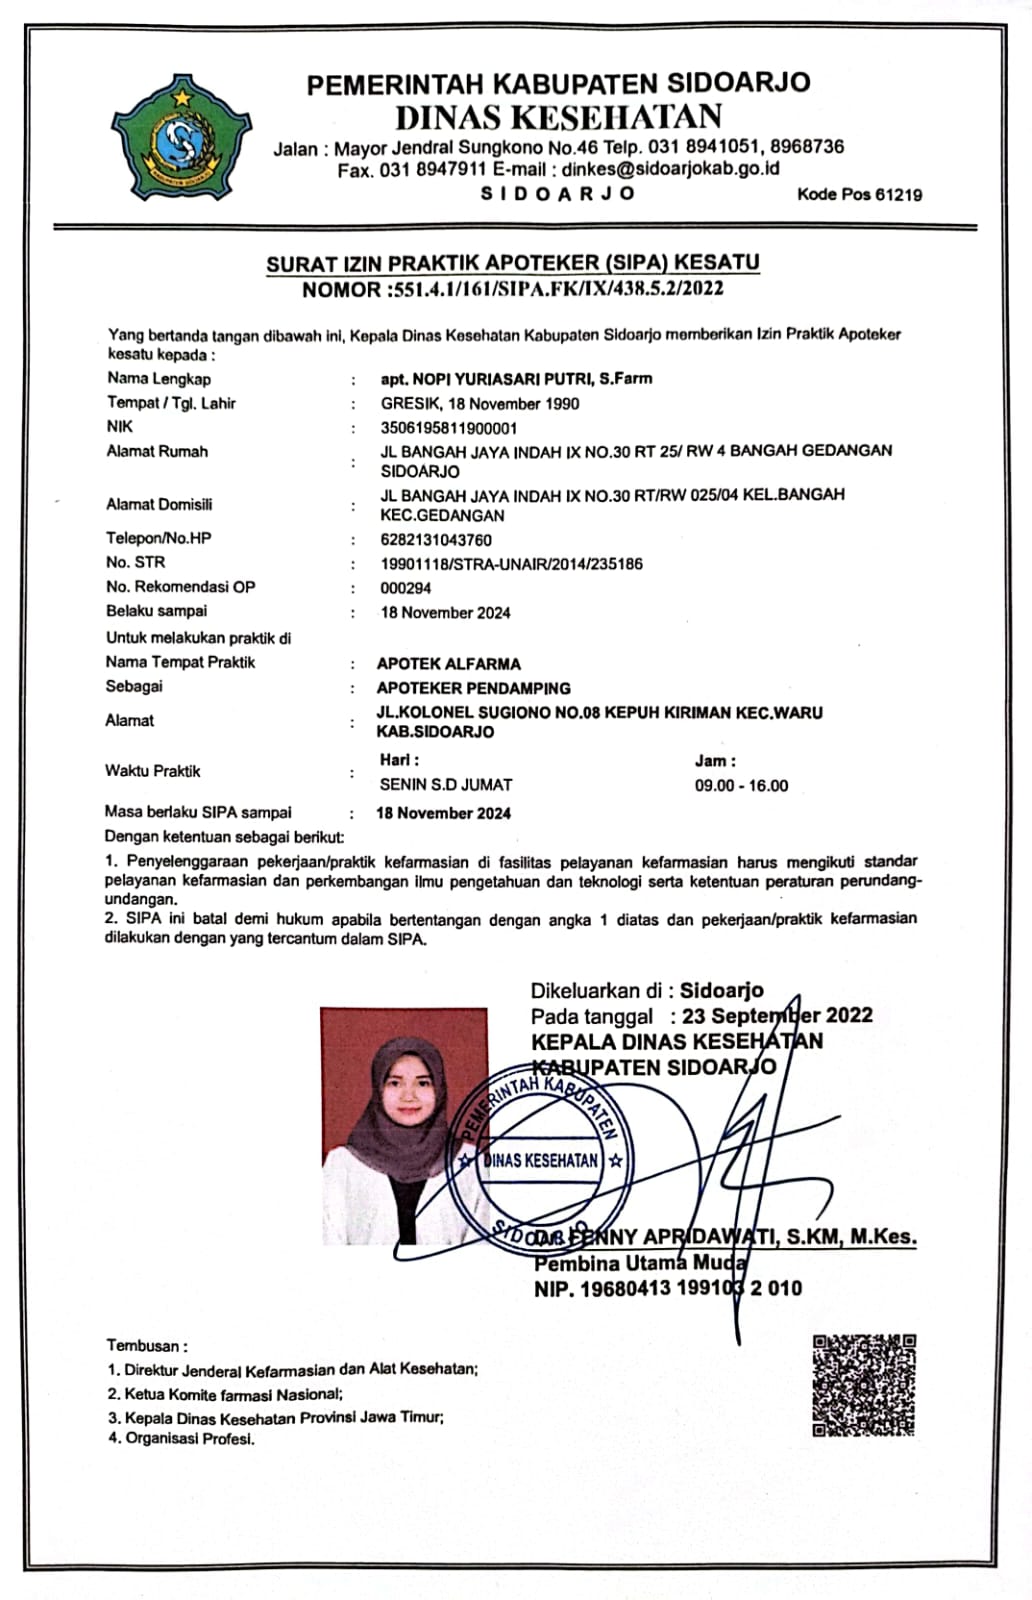 PEMERINTAH KABUPATEN SIDOARJO
DINAS KESEHATAN
Jalan : Mayor Jendral Sungkono No.46 Telp. 031 8941051, 8968736
Fax. 031 8947911 E-mail : dinkes@sidoarjokab.go.id
S I D O A R J O Kode Pos 61219
KABUPATEN SIDOARJO
SURAT IZIN PRAKTIK APOTEKER (SIPA) KESATU
NOMOR :551.4.1/161/SIPA.FK/IX/438.5.2/2022
Yang bertanda tangan dibawah ini, Kepala Dinas Kesehatan Kabupaten Sidoarjo memberikan Izin Praktik Apoteker
kesatu kepada :
Nama Lengkap : apt. NOPI YURIASARI PUTRI, S.Farm
Tempat / Tgl. Lahir : GRESIK, 18 November 1990
NIK : 3506195811900001
Alamat Rumah : JL BANGAH JAYA INDAH IX NO.30 RT 25/ RW 4 BANGAH GEDANGAN
SIDOARJO
Alamat Domisili : JL BANGAH JAYA INDAH IX NO.30 RT/RW 025/04 KEL.BANGAH
KEC.GEDANGAN
Telepon/No.HP : 6282131043760
No. STR : 19901118/STRA-UNAIR/2014/235186
No. Rekomendasi OP : 000294
Belaku sampai : 18 November 2024
Untuk melakukan praktik di
Nama Tempat Praktik : APOTEK ALFARMA
Sebagai : APOTEKER PENDAMPING
Alamat : JL.KOLONEL SUGIONO NO.08 KEPUH KIRIMAN KEC.WARU
KAB.SIDOARJO
Waktu Praktik : Hari : Jam :
SENIN S.D JUMAT 09.00 - 16.00
Masa berlaku SIPA sampai : 18 November 2024
Dengan ketentuan sebagai berikut:
1. Penyelenggaraan pekerjaan/praktik kefarmasian di fasilitas pelayanan kefarmasian harus mengikuti standar
pelayanan kefarmasian dan perkembangan ilmu pengetahuan dan teknologi serta ketentuan peraturan perundang-
undangan.
2. SIPA ini batal demi hukum apabila bertentangan dengan angka 1 diatas dan pekerjaan/praktik kefarmasian
dilakukan dengan yang tercantum dalam SIPA.
Dikeluarkan di : Sidoarjo
Pada tanggal : 23 September 2022
KEPALA DINAS KESEHATAN
KABUPATEN SIDOARJO
PEMERINTAH KABUPATEN
DINAS KESEHATAN
SIDOARJO
FENNY APRIDAWATI, S.KM, M.Kes.
Pembina Utama Muda
NIP. 19680413 199103 2 010
Tembusan :
1. Direktur Jenderal Kefarmasian dan Alat Kesehatan;
2. Ketua Komite farmasi Nasional;
3. Kepala Dinas Kesehatan Provinsi Jawa Timur;
4. Organisasi Profesi.